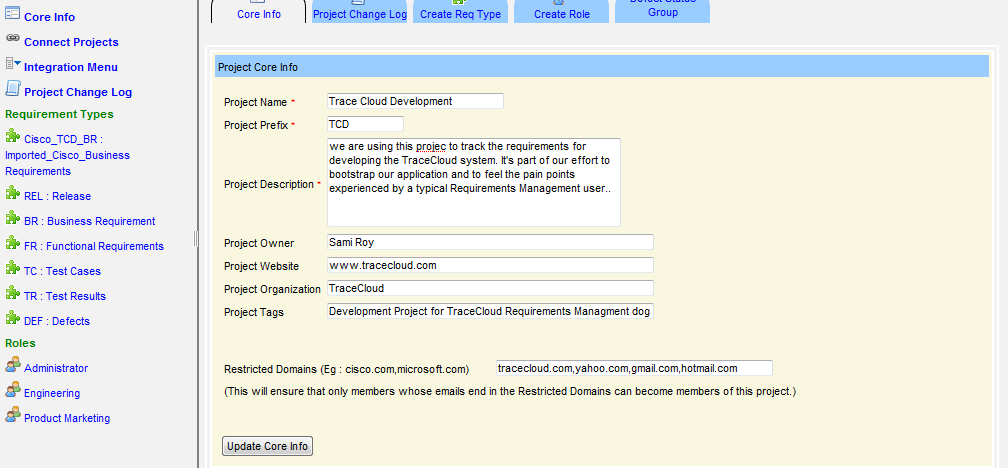 Core Info
Connect Projects
Integration Menu
Project Change Log
Requirement Types
Cisco_TCD_BR :
Imported_Cisco_Business
Requirements
REL : Release
BR : Business Requirement
FR : Functional Requirements
TC : Test Cases
TR : Test Results
DEF : Defects
Roles
Administrator
Engineering
Product Marketing
Core Info
Project Change Log
Create Req Type
Create Role
Defect Status
Group
Project Core Info
Project Name * Trace Cloud Development
Project Prefix * TCD
Project Description *
we are using this projec to track the requirements for
developing the TraceCloud system. It's part of our effort to
bootstrap our application and to feel the pain points
experienced by a typical Requirements Management user..
Project Owner Sami Roy
Project Website www.tracecloud.com
Project Organization TraceCloud
Project Tags Development Project for TraceCloud Requirements Managment dog
Restricted Domains (Eg : cisco.com,microsoft.com) tracecloud.com,yahoo.com,gmail.com,hotmail.com
(This will ensure that only members whose emails end in the Restricted Domains can become members of this project.)
Update Core Info